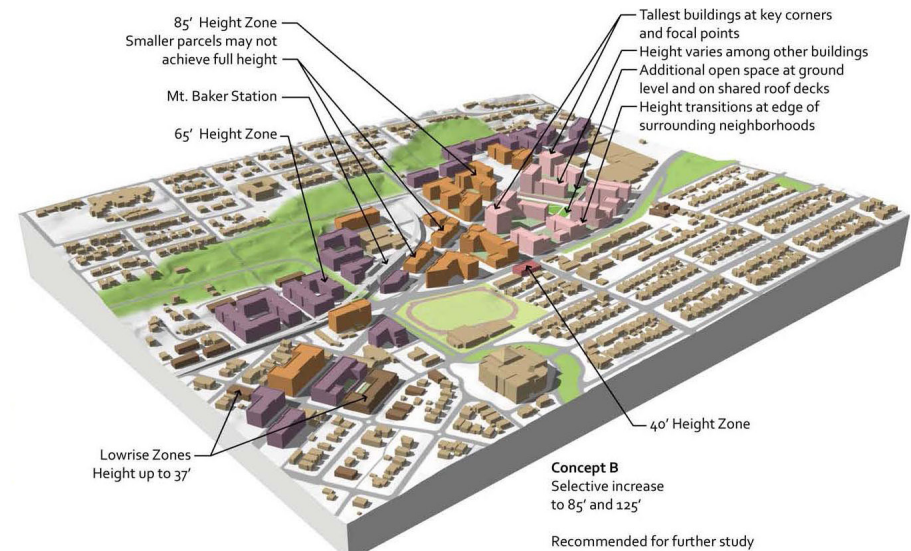 85’ Height Zone
Smaller parcels may not
achieve full height
Mt. Baker Station
65’ Height Zone
Tallest buildings at key corners
and focal points
Height varies among other buildings
Additional open space at ground
level and on shared roof decks
Height transitions at edge of
surrounding neighborhoods
Lowrise Zones
Height up to 37’
40’ Height Zone
Concept B
Selective increase
to 85’ and 125’
Recommended for further study